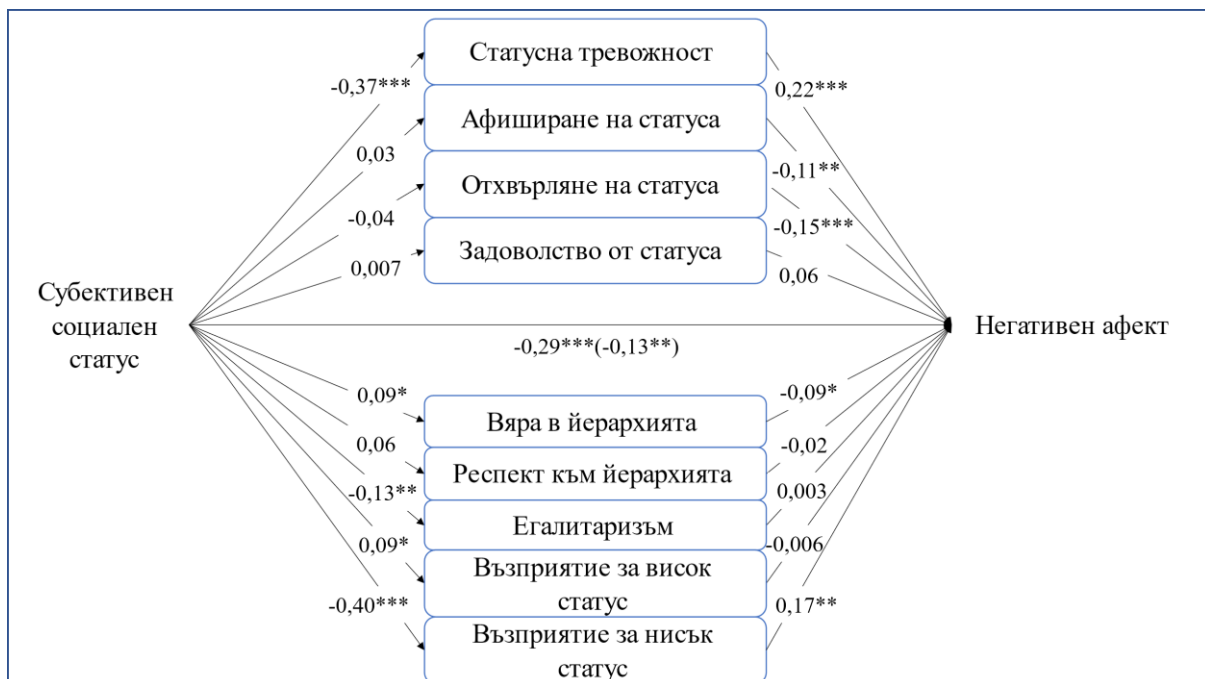 Статусна тревожност
-0,37***
0,22***
Афиширане на статуса
0,03
-0,11**
Отхвърляне на статуса
-0,04
-0,15***
Задоволство от статуса
0,007
0,06
Субективен
социален
статус
Негативен афект
-0,29***(-0,13**)
0,09*
-0,09*
Вяра в йерархията
0,06
-0,02
Респект към йерархията
-0,13**
0,003
Егалитаризъм
0,09*
-0,006
Възприятие за висок
статус
-0,40***
0,17**
Възприятие за нисък
статус